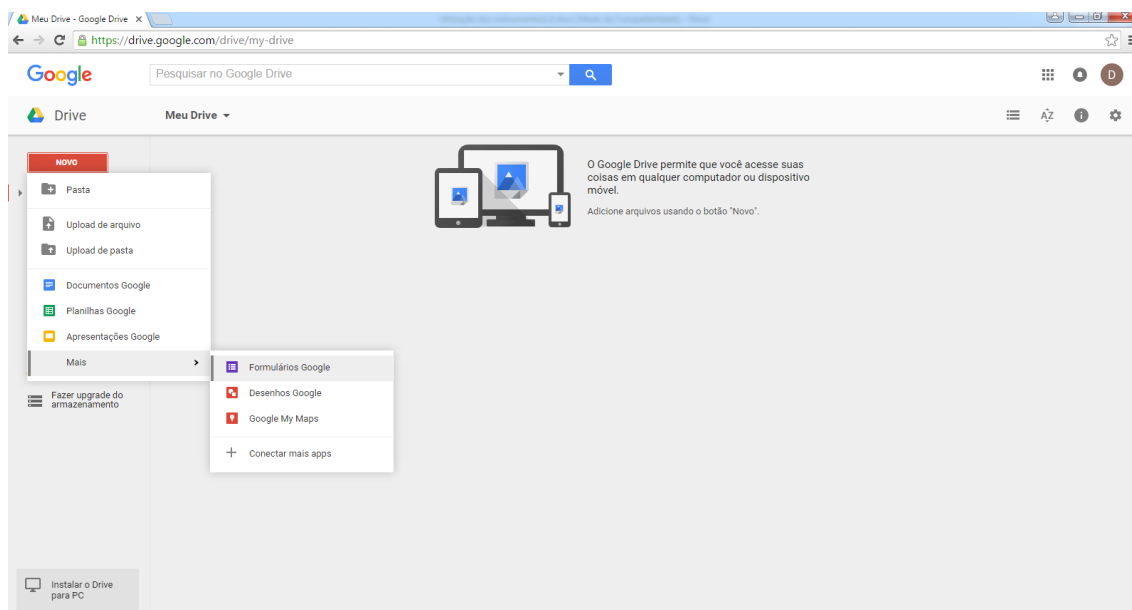 Meu Drive - Google Drive
https://drive.google.com/drive/my-drive
Google
Pesquisar no Google Drive
D
Drive
Meu Drive
AZ
NOVO
O Google Drive permite que você acesse suas
coisas em qualquer computador ou dispositivo
móvel.
Adicione arquivos usando o botão "Novo".
Pasta
Upload de arquivo
Upload de pasta
Documentos Google
Planilhas Google
Apresentações Google
Mais
Formulários Google
Desenhos Google
Google My Maps
Conectar mais apps
Fazer upgrade do
armazenamento
Instalar o Drive
para PC